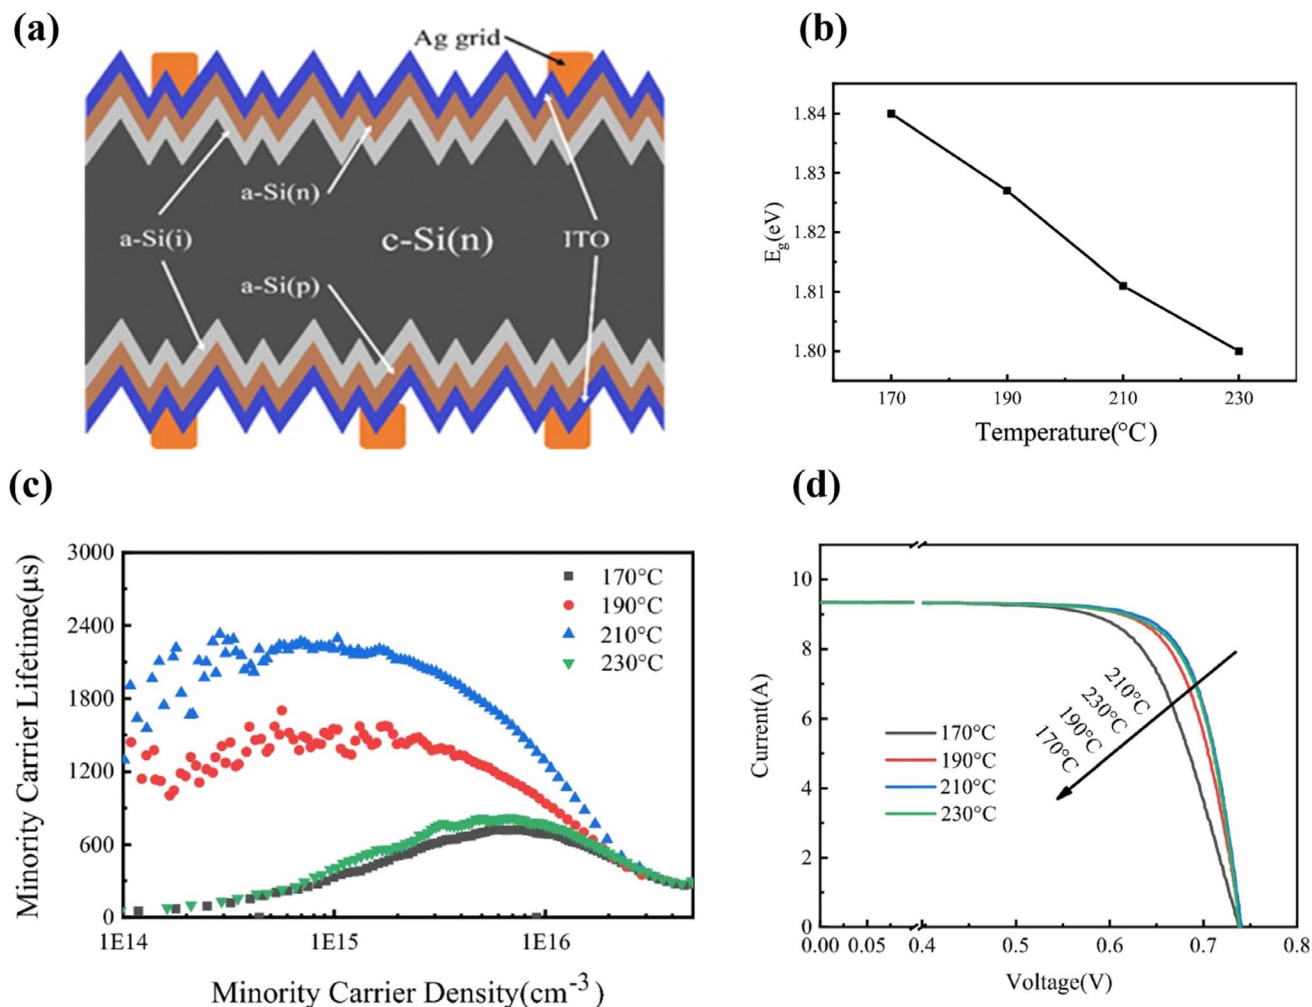 (a)
Ag grid
a-Si(n)
a-Si(i)
c-Si(n)
ITO
a-Si(p)
(b)
1.84
1.83
1.82
1.81
1.80
E_g(eV)
170
190
210
230
Temperature(°C)
(c)
3000
2400
1800
1200
600
0
Minority Carrier Lifetime(μs)
170°C
190°C
210°C
230°C
1E14
1E15
1E16
Minority Carrier Density(cm⁻³)
(d)
10
8
6
4
2
0
Current(A)
170°C
190°C
210°C
230°C
210°C
230°C
190°C
170°C
0.00
0.05
0.4
0.5
0.6
0.7
0.8
Voltage(V)